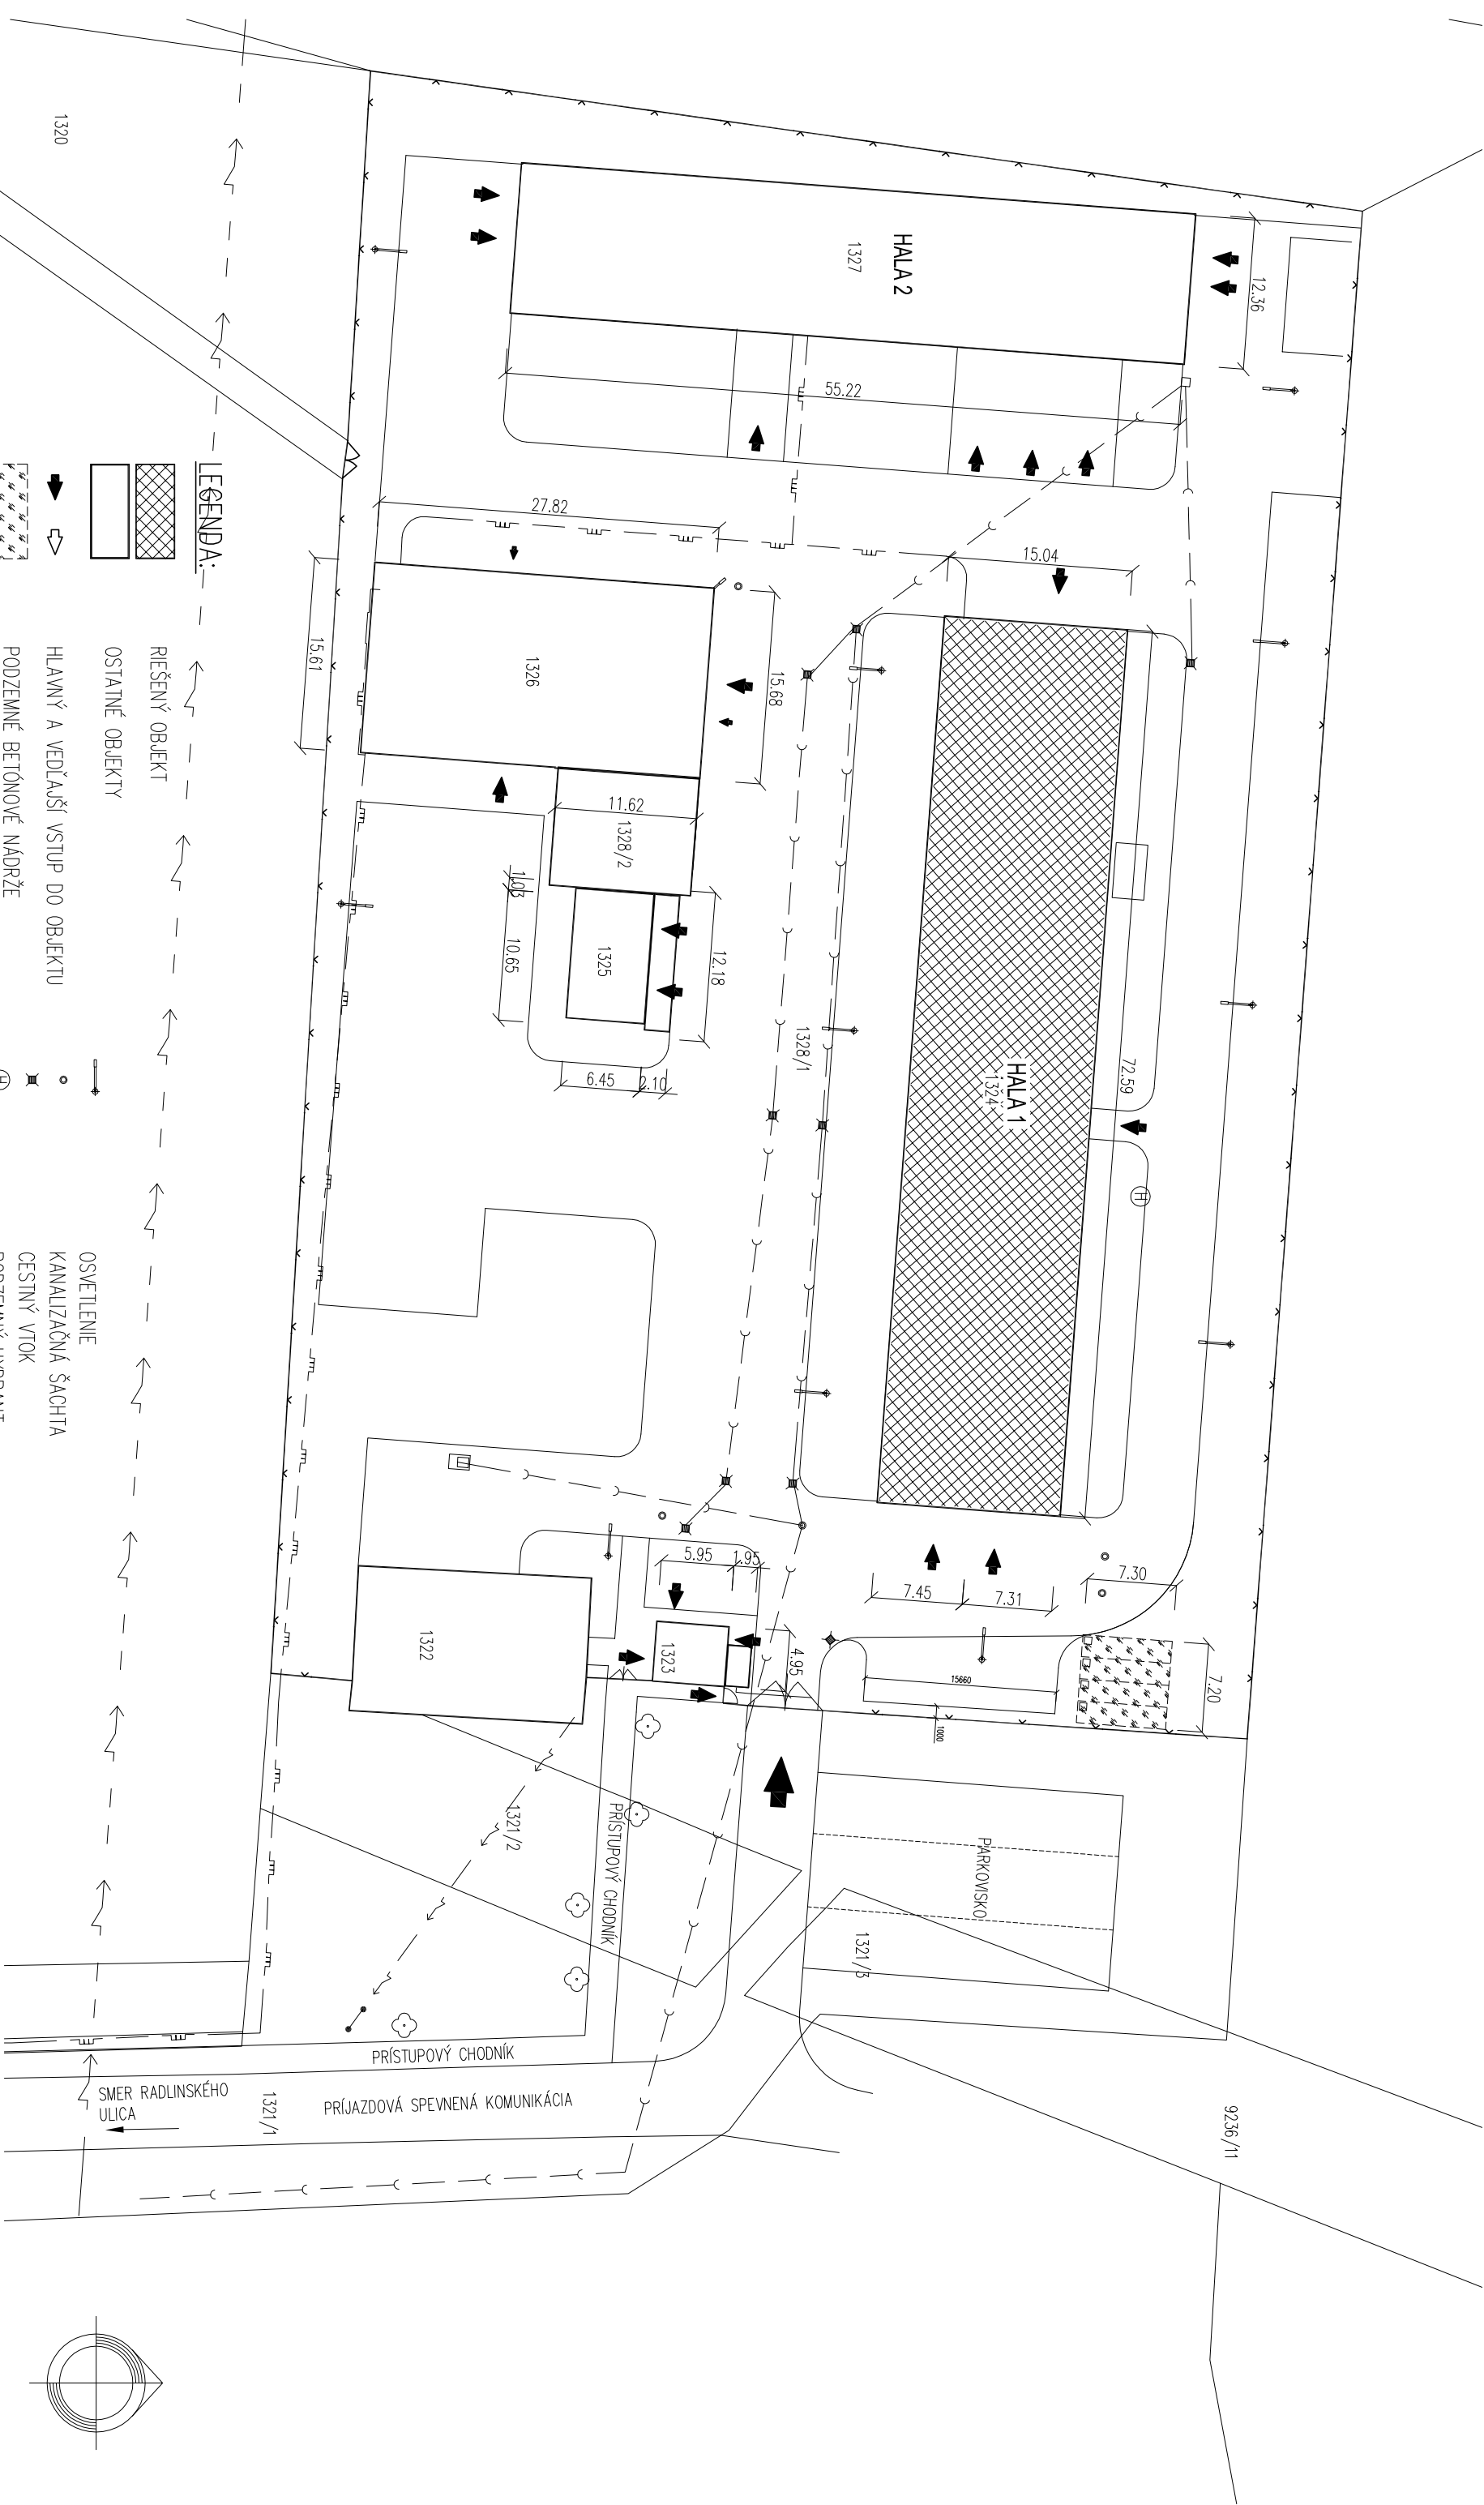 1320
HALA 2
1327
12.36
55.22
27.82
15.04
15.61
1326
15.68
11.62
1328/2
1.03
10.65
1325
12.18
6.45
2.10
1328/1
HALA 1
1324
72.59
H
5.95
1.95
7.45
7.31
7.30
1322
1323
4.95
15660
1000
7.20
1321/2
PRÍSTUPOVÝ CHODNÍK
PARKOVISKO
1321/3
PRÍSTUPOVÝ CHODNÍK
SMER RADLINSKÉHO
ULICA
1321/1
PRÍJAZDOVÁ SPEVNENÁ KOMUNIKÁCIA
9236/11
LEGENDA:
RIEŠENÝ OBJEKT
OSTATNÉ OBJEKTY
HLAVNÝ A VEDĽAJŠÍ VSTUP DO OBJEKTU
PODZEMNÉ BETÓNOVÉ NÁDRŽE
OSVETLENIE
KANALIZAČNÁ ŠACHTA
CESTNÝ VTOK
PODZEMNÝ HYDRANT
H